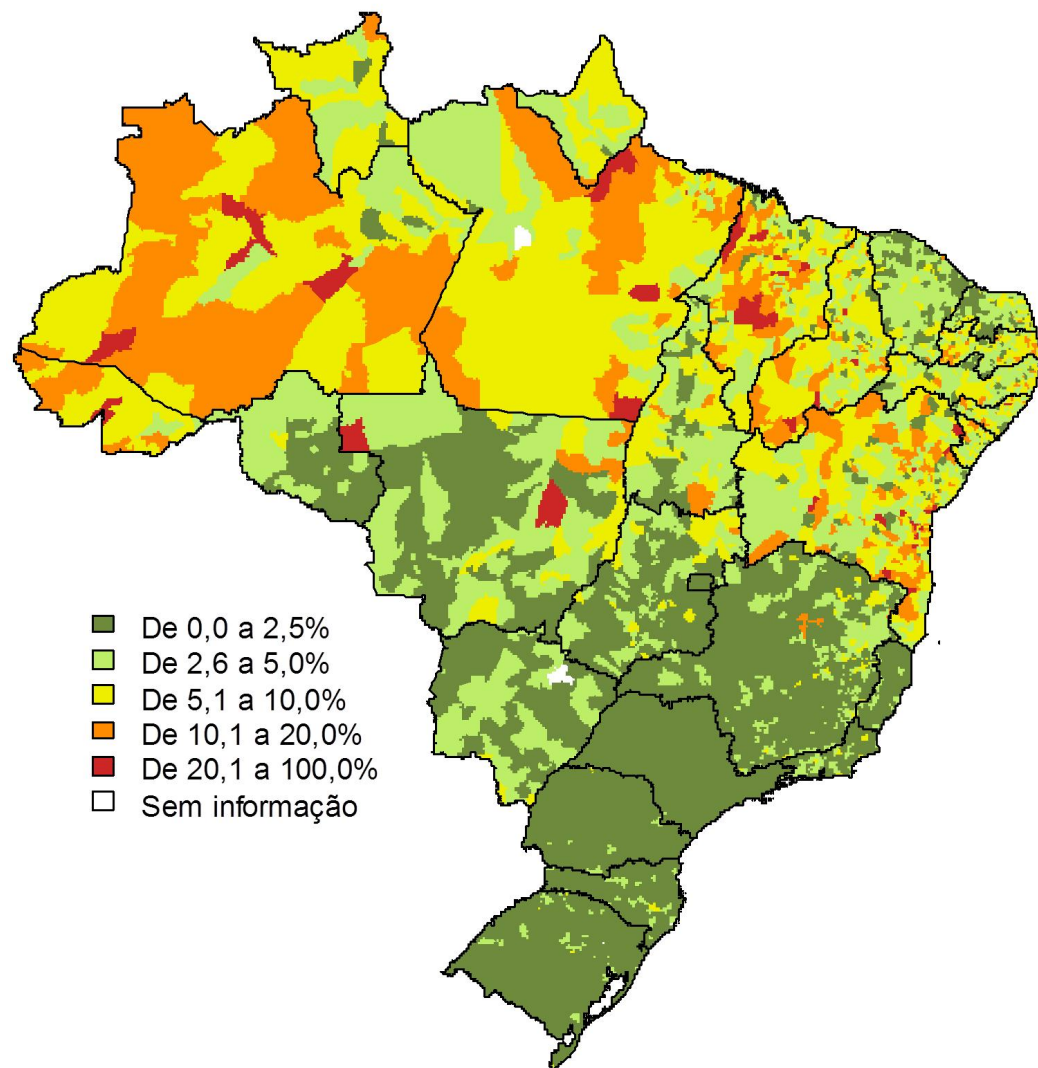 De 0,0 a 2,5%
De 2,6 a 5,0%
De 5,1 a 10,0%
De 10,1 a 20,0%
De 20,1 a 100,0%
Sem informação